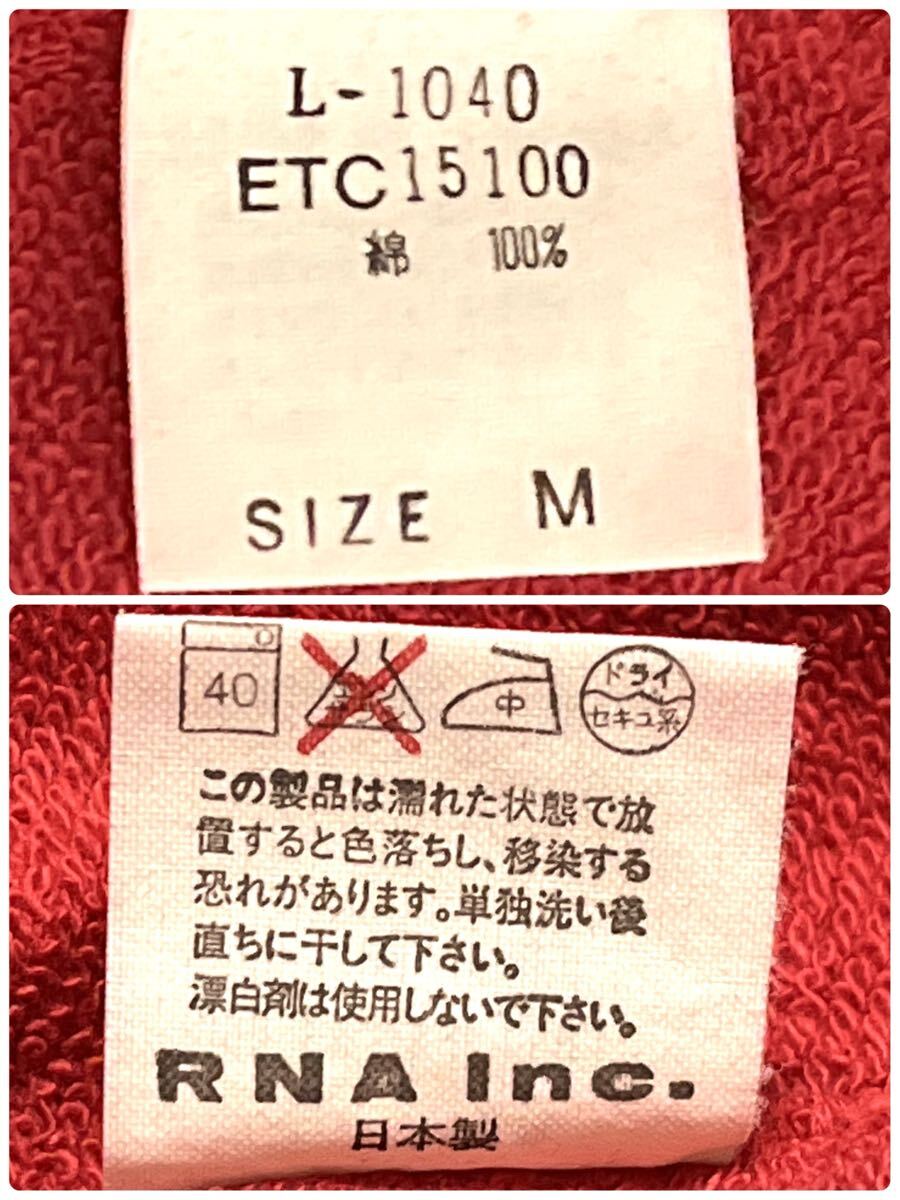 L-1040
ETC15100
綿 100%
SIZE M
40
中
ドライ
セキユ系
この製品は濡れた状態で放
置すると色落ちし、移染する
恐れがあります。単独洗い後
直ちに干して下さい。
漂白剤は使用しないで下さい。
RNA Inc.
日本製